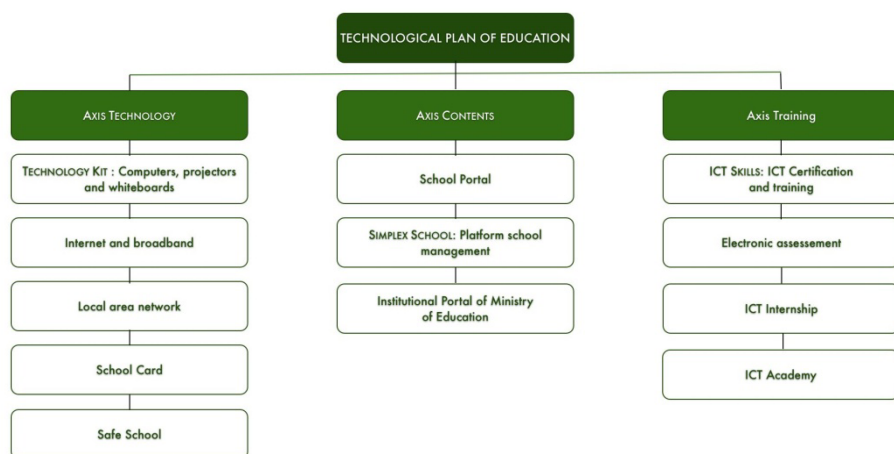 TECHNOLOGICAL PLAN OF EDUCATION
AXIS TECHNOLOGY
TECHNOLOGY KIT : Computers, projectors
and whiteboards
Internet and broadband
Local area network
School Card
Safe School
AXIS CONTENTS
School Portal
SIMPLEX SCHOOL: Platform school
management
Institutional Portal of Ministry
of Education
Axis Training
ICT SKILLS: ICT Certification
and training
Electronic assessement
ICT Internship
ICT Academy